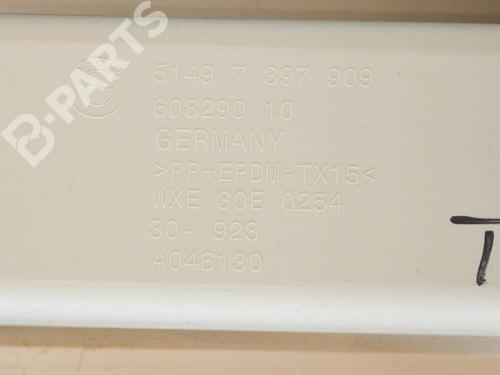 B-PARTS
5149 7 397 909
608290 10
GERMANY
>PP+EPDM-TX15<
WXE 30E 0254
30- 923
A046130
T